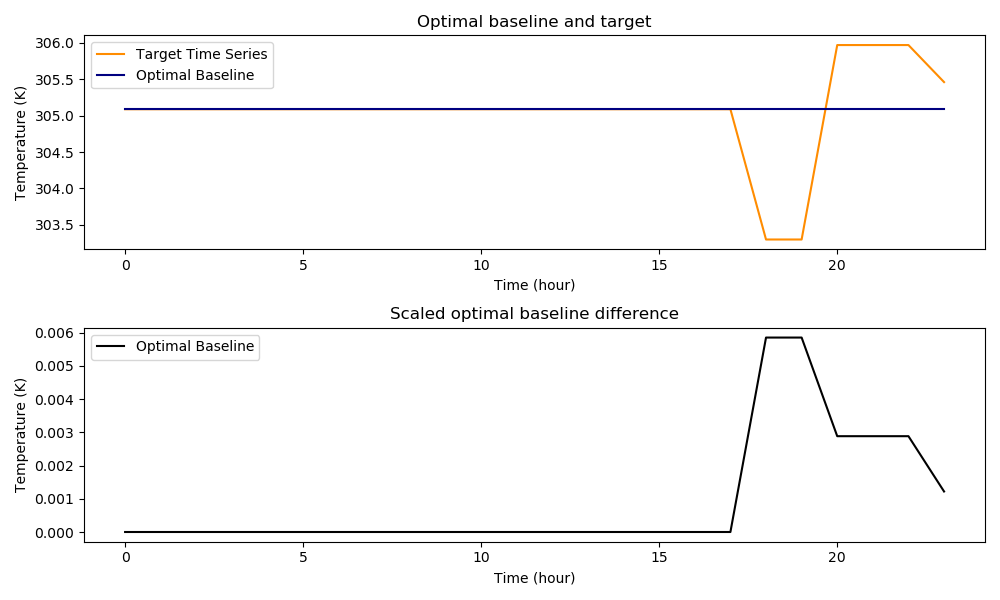 Optimal baseline and target
306.0
305.5
305.0
304.5
304.0
303.5
Temperature (K)
Target Time Series
Optimal Baseline
0 5 10 15 20
Time (hour)
Scaled optimal baseline difference
0.006
0.005
0.004
0.003
0.002
0.001
0.000
Temperature (K)
Optimal Baseline
0 5 10 15 20
Time (hour)